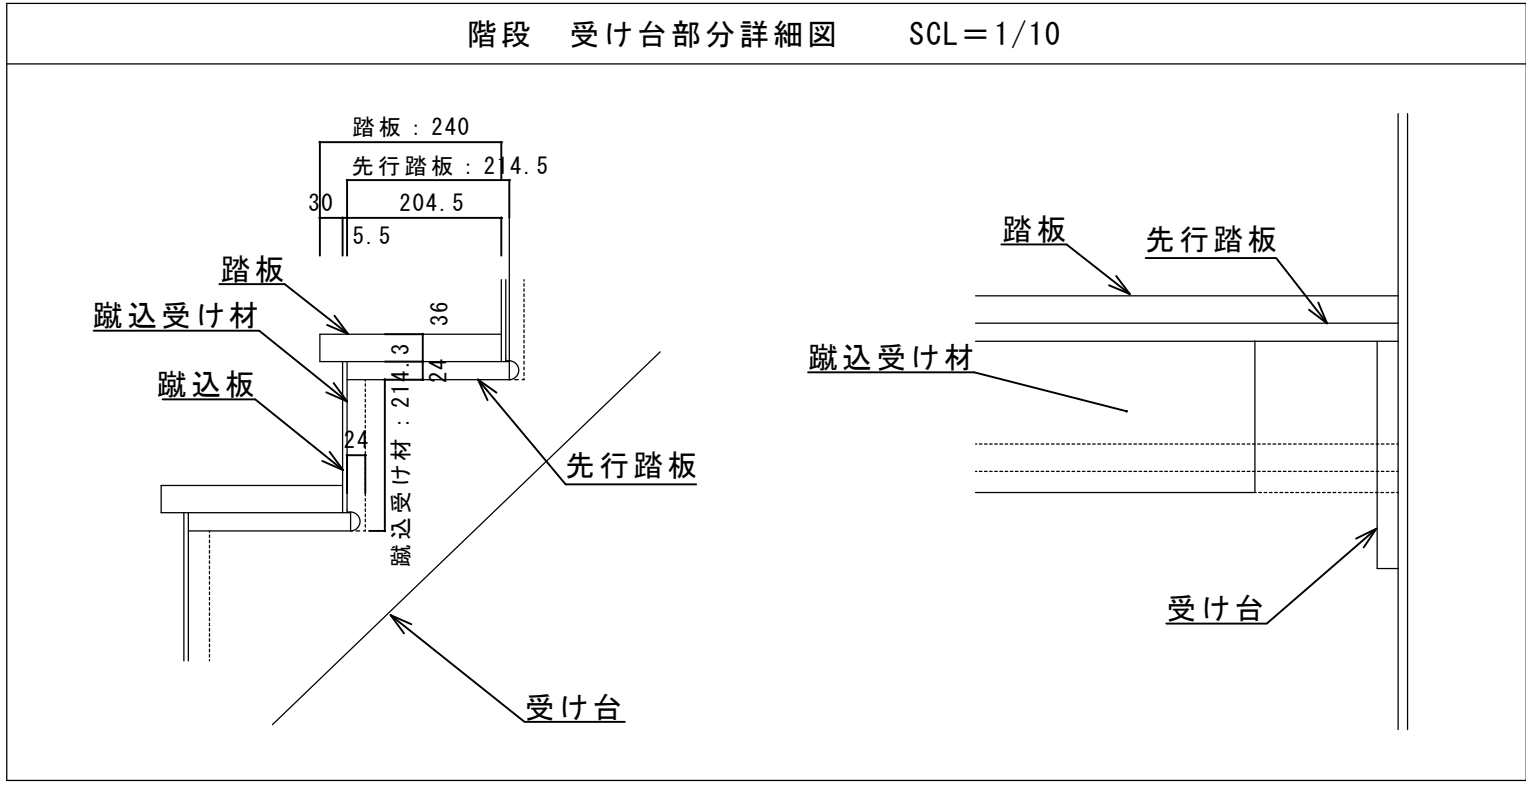 階段　受け台部分詳細図　　SCL＝1/10
踏板：240
先行踏板：214.5
30
204.5
5.5
踏板
蹴込受け材
36
24
蹴込受け材：214.3
蹴込板
24
先行踏板
受け台
踏板
先行踏板
蹴込受け材
受け台